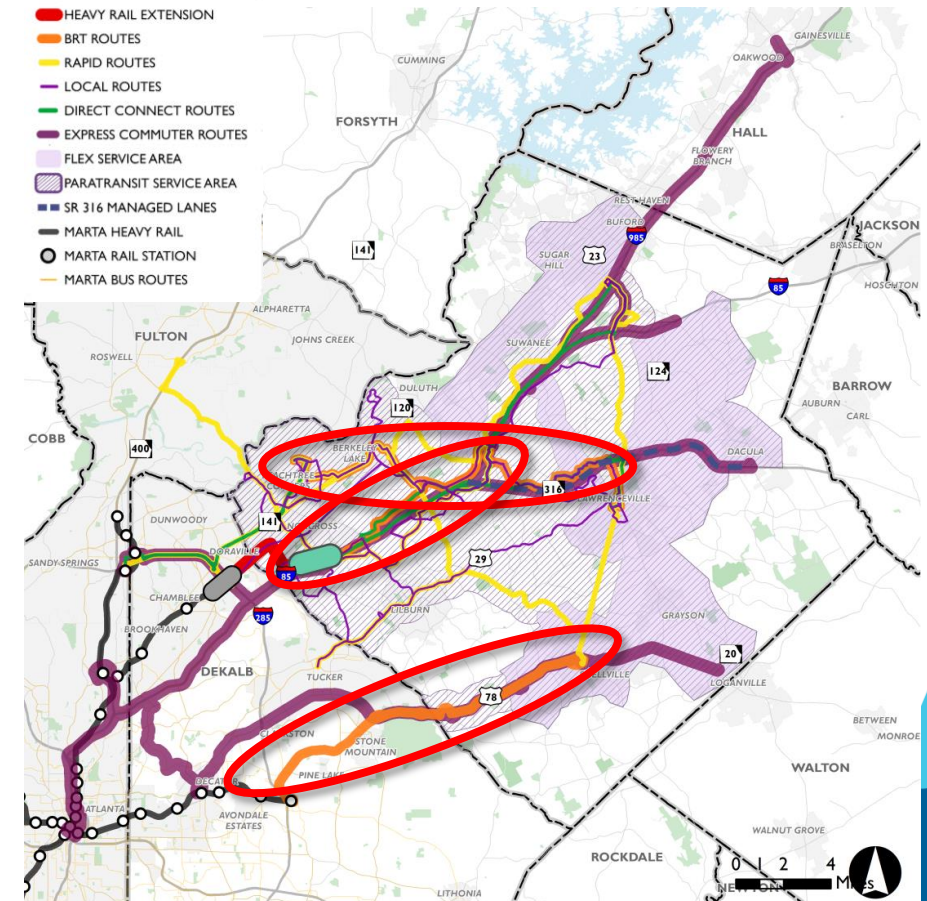 HEAVY RAIL EXTENSION
BRT ROUTES
RAPID ROUTES
LOCAL ROUTES
DIRECT CONNECT ROUTES
EXPRESS COMMUTER ROUTES
FLEX SERVICE AREA
PARATRANSIT SERVICE AREA
SR 316 MANAGED LANES
MARTA HEAVY RAIL
MARTA RAIL STATION
MARTA BUS ROUTES
GAINESVILLE
OAKWOOD
CUMMING
FORSYTH
HALL
FLOWERY
BRANCH
REST HAVEN
BUFORD
985
JACKSON
BRASELTON
141
23
SUGAR
HILL
85
HOSCHTON
ALPHARETTA
FULTON
JOHNS CREEK
ROSWELL
SUWANEE
124
DULUTH
120
BARROW
AUBURN
CARL
COBB
400
BERKELEY
LAKE
DACULA
316
LAWRENCEVILLE
DUNWOODY
141
NORCROSS
DORAVILLE
SANDY SPRINGS
29
85
CHAMBLEE
285
LILBURN
GRAYSON
BROOKHAVEN
20
DEKALB
TUCKER
LOGANVILLE
78
BETWEEN
MONROE
CLARKSTON
STONE
MOUNTAIN
PINE LAKE
DECATUR
WALTON
ATLANTA
AVONDALE
ESTATES
WALNUT GROVE
ROCKDALE
0 1 2 4
Miles
LITHONIA